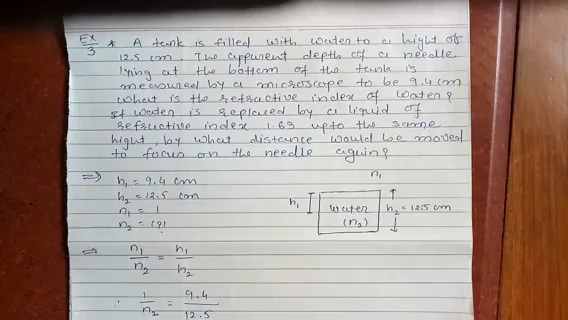 Ex 3 * A tank is filled with water to a hight of
12.5 cm. The apparent depth of a needle
lying at the bottom of the tank is
measured by a microscope to be 9.4 cm
what is the refractive index of water?
If water is replaced by a liquid of
refractive index 1.63 upto the same
hight, by what distance would be moved
to focus on the needle again?
⇒ h₁ = 9.4 cm
h₂ = 12.5 cm
n₁ = 1
n₂ = (?)
n₁
h₁
water
(n₂)
h₂ = 12.5 cm
⇒ n₁/n₂ = h₁/h₂
∴ 1/n₂ = 9.4/12.5